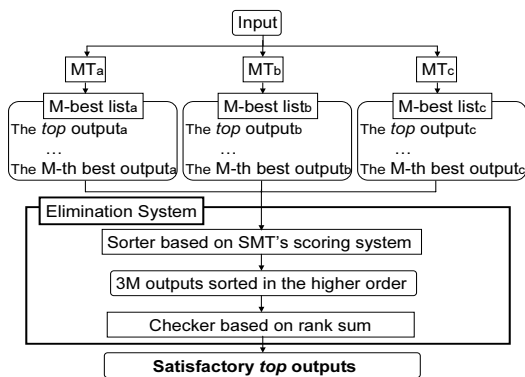 Input
MTa MTb MTc
M-best lista M-best listb M-best listc
The top outputa The top outputb The top outputc
... ... ...
The M-th best outputa The M-th best outputb The M-th best outputc
Elimination System
Sorter based on SMT's scoring system
3M outputs sorted in the higher order
Checker based on rank sum
Satisfactory top outputs